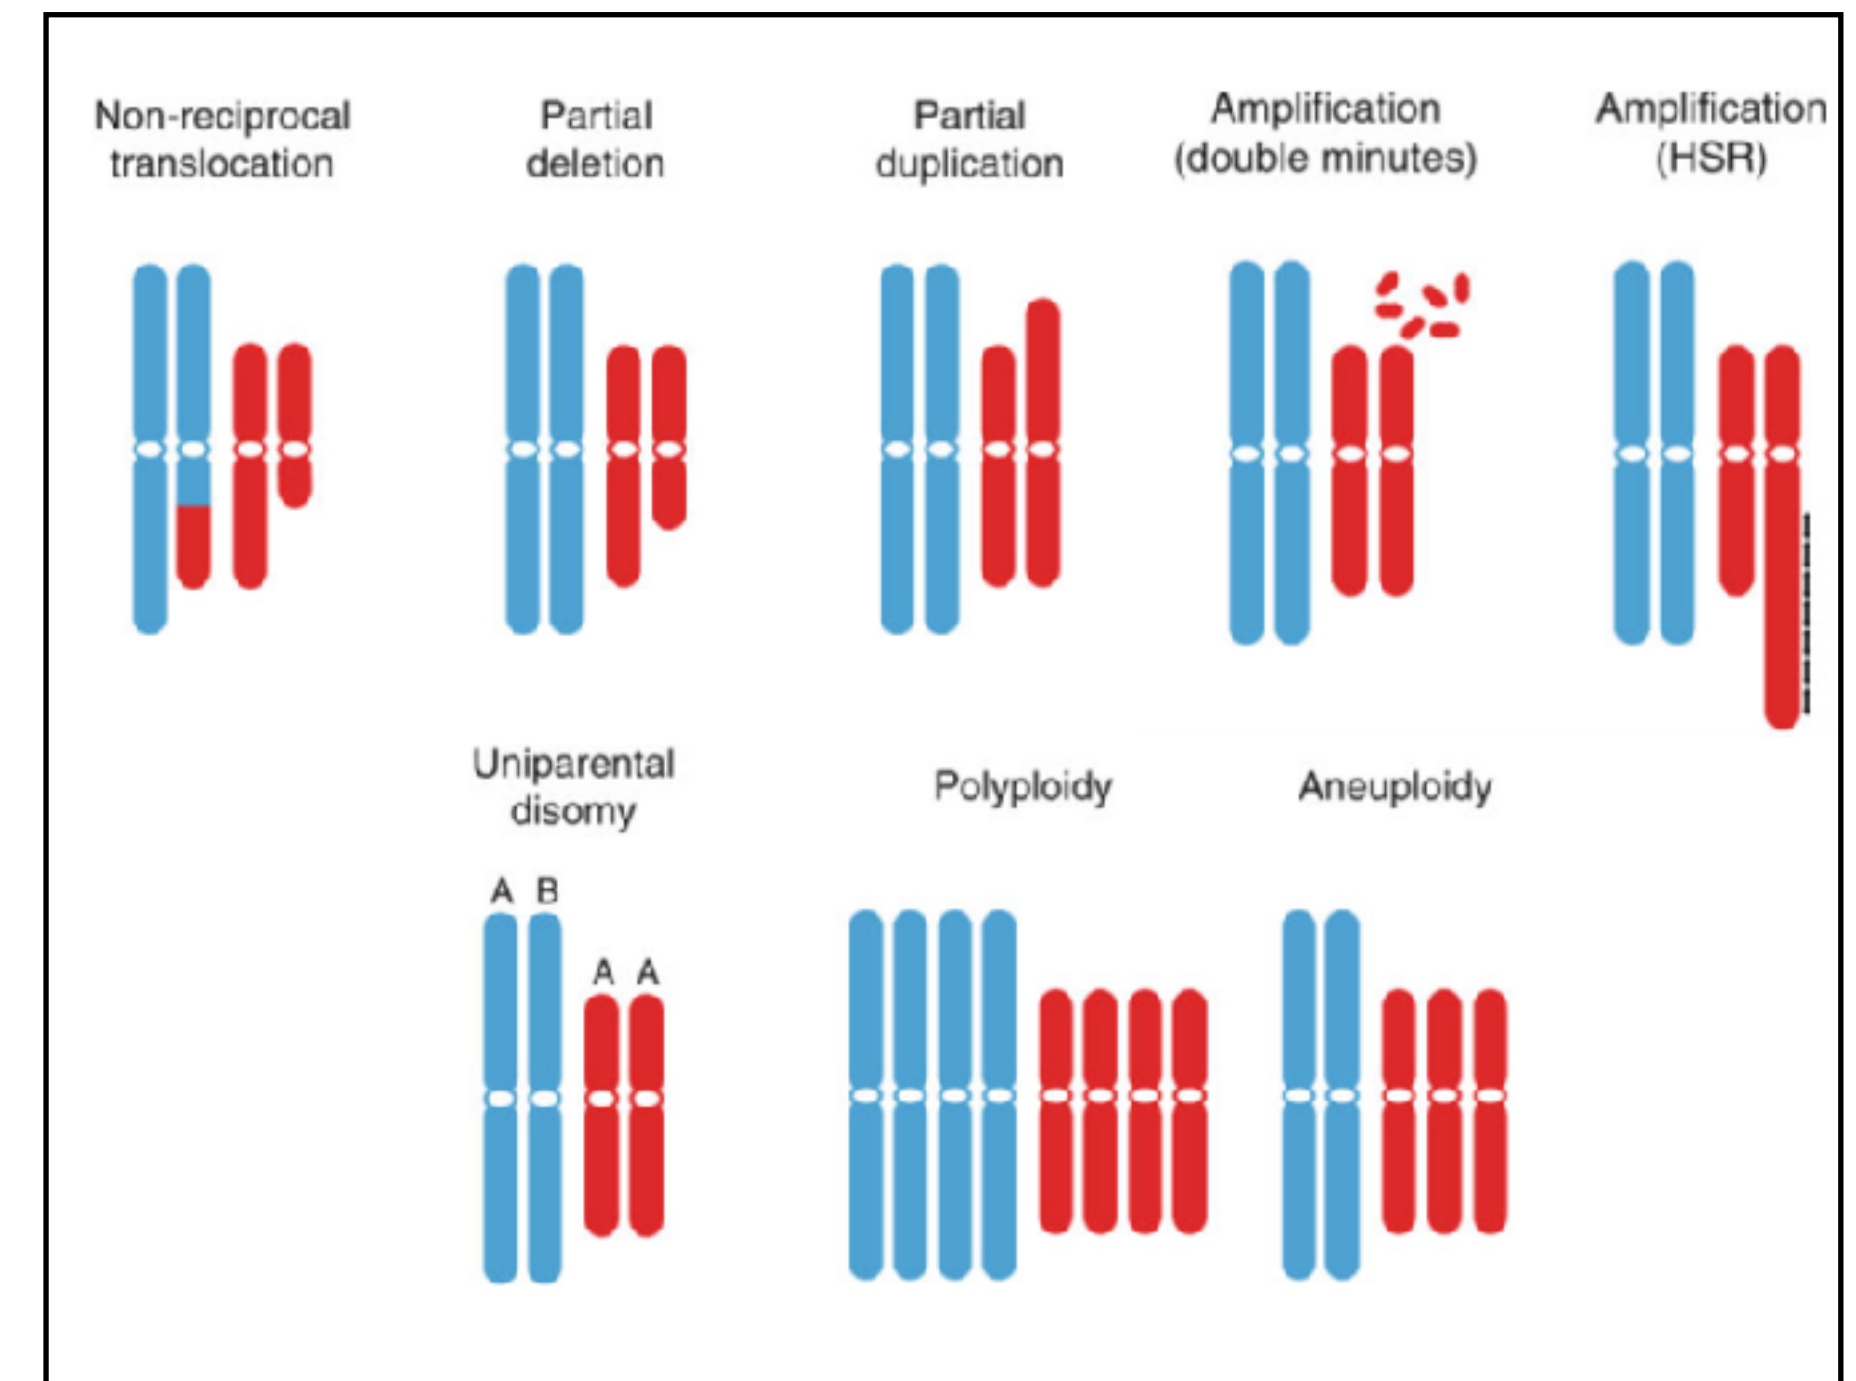 Non-reciprocal
translocation
Partial
deletion
Partial
duplication
Amplification
(double minutes)
Amplification
(HSR)
Uniparental
disomy
A B
A A
Polyploidy
Aneuploidy